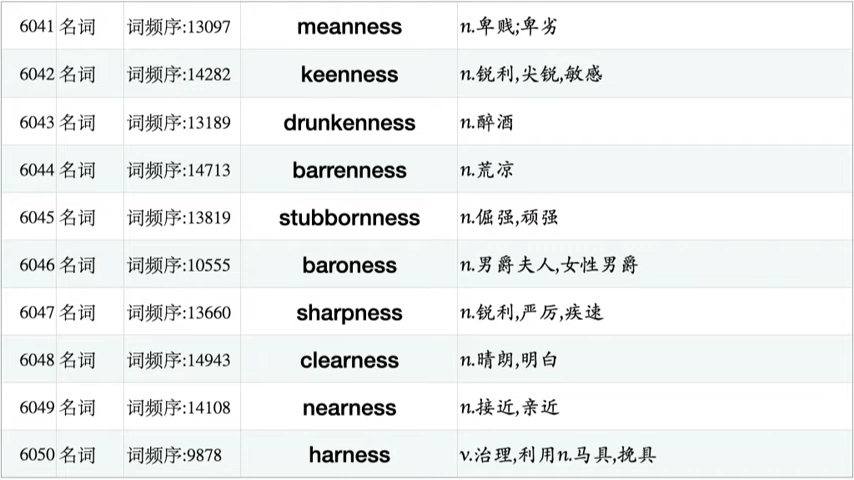 6041 名词 词频序:13097 meanness n.卑贱;卑劣
6042 名词 词频序:14282 keenness n.锐利,尖锐,敏感
6043 名词 词频序:13189 drunkenness n.醉酒
6044 名词 词频序:14713 barrenness n.荒凉
6045 名词 词频序:13819 stubbornness n.倔强,顽强
6046 名词 词频序:10555 baroness n.男爵夫人,女性男爵
6047 名词 词频序:13660 sharpness n.锐利,严厉,疾速
6048 名词 词频序:14943 clearness n.晴朗,明白
6049 名词 词频序:14108 nearness n.接近,亲近
6050 名词 词频序:9878 harness v.治理,利用n.马具,挽具